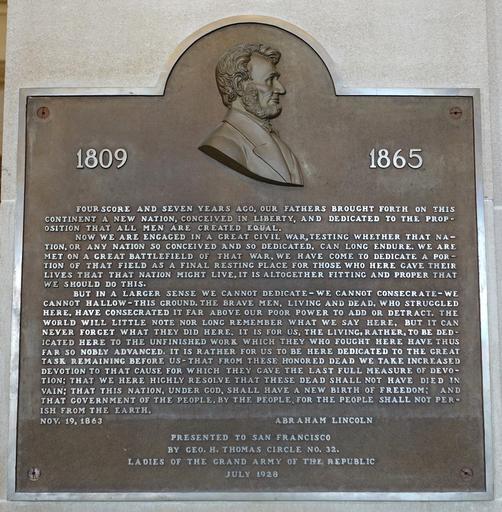 1809
1865
FOUR SCORE AND SEVEN YEARS AGO, OUR FATHERS BROUGHT FORTH ON THIS
CONTINENT A NEW NATION, CONCEIVED IN LIBERTY, AND DEDICATED TO THE PROP-
OSITION THAT ALL MEN ARE CREATED EQUAL.
NOW WE ARE ENGAGED IN A GREAT CIVIL WAR, TESTING WHETHER THAT NA-
TION, OR ANY NATION SO CONCEIVED AND SO DEDICATED, CAN LONG ENDURE. WE ARE
MET ON A GREAT BATTLEFIELD OF THAT WAR, WE HAVE COME TO DEDICATE A POR-
TION OF THAT FIELD AS A FINAL RESTING PLACE FOR THOSE WHO HERE GAVE THEIR
LIVES THAT THAT NATION MIGHT LIVE, IT IS ALTOGETHER FITTING AND PROPER THAT
WE SHOULD DO THIS.
BUT IN A LARGER SENSE WE CANNOT DEDICATE-WE CANNOT CONSECRATE-WE
CANNOT HALLOW-THIS GROUND. THE BRAVE MEN, LIVING AND DEAD, WHO STRUGGLED
HERE, HAVE CONSECRATED IT FAR ABOVE OUR POOR POWER TO ADD OR DETRACT. THE
WORLD WILL LITTLE NOTE NOR LONG REMEMBER WHAT WE SAY HERE, BUT IT CAN
NEVER FORGET WHAT THEY DID HERE. IT IS FOR US, THE LIVING, RATHER, TO BE DED-
ICATED HERE TO THE UNFINISHED WORK WHICH THEY WHO FOUGHT HERE HAVE THUS
FAR SO NOBLY ADVANCED. IT IS RATHER FOR US TO BE HERE DEDICATED TO THE GREAT
TASK REMAINING BEFORE US-THAT FROM THESE HONORED DEAD WE TAKE INCREASED
DEVOTION TO THAT CAUSE FOR WHICH THEY GAVE THE LAST FULL MEASURE OF DEVO-
TION; THAT WE HERE HIGHLY RESOLVE THAT THESE DEAD SHALL NOT HAVE DIED IN
VAIN; THAT THIS NATION, UNDER GOD, SHALL HAVE A NEW BIRTH OF FREEDOM; AND
THAT GOVERNMENT OF THE PEOPLE, BY THE PEOPLE, FOR THE PEOPLE SHALL NOT PER-
ISH FROM THE EARTH.
NOV. 19, 1863 ABRAHAM LINCOLN
PRESENTED TO SAN FRANCISCO
BY GEO. H. THOMAS CIRCLE NO. 32.
LADIES OF THE GRAND ARMY OF THE REPUBLIC
JULY 1928